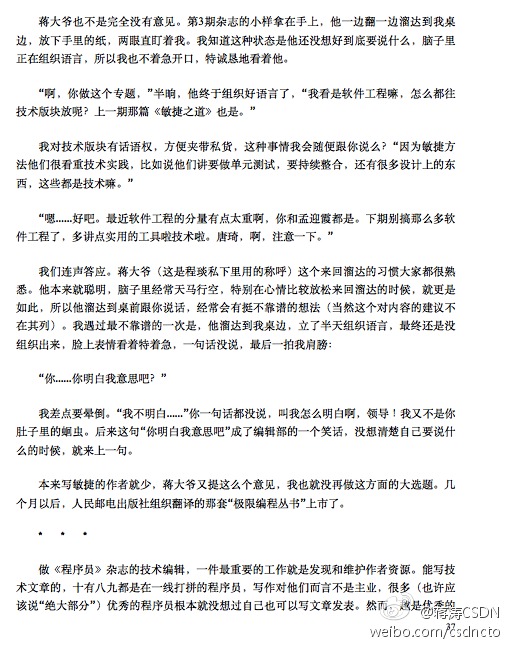 蒋大爷也不是完全没有意见。第3期杂志的小样拿在手上，他一边翻一边溜达到我桌
边，放下手里的纸，两眼直盯着我。我知道这种状态是他还没想好到底要说什么，脑子里
正在组织语言，所以我也不着急开口，特诚恳地看着他。
“啊，你做个专题，”半晌，他终于组织好语言了，“我看是软件工程嘛，怎么都往
技术版块放呢？上一期那篇《敏捷之道》也是。”
我对技术版块有话语权，方便夹带私货，这种事情我会随便跟你说么？“因为敏捷方
法他们很看重技术实践，比如说他们讲要做单元测试，要持续整合，还有很多设计上的东
西，这些都是技术嘛。”
“嗯......好吧。最近软件工程的分量有点太重啊，你和孟迎霞都是。下期别搞那么多软
件工程了，多讲点实用的工具啦技术啦。唐琦，啊，注意一下。”
我们连声答应。蒋大爷（这是程琰私下里用的称呼）这个来回溜达的习惯大家都很熟
悉。他本来就聪明，脑子里经常天马行空，特别在心情比较放松来回溜达的时候，就更是
如此，所以他溜达到桌前跟你说话，经常会有挺不靠谱的想法（当然这个对内容的建议不
在其列）。我遇过最不靠谱的一次是，他溜达到我桌边，立了半天组织语言，最终还是没
组织出来，脸上表情看着特着急，一句话没说，最后一拍我肩膀：
“你......你明白我意思吧？”
我差点要晕倒。“我不明白......”你一句话都没说，叫我怎么明白啊，领导！我又不是你
肚子里的蛔虫。后来这句“你明白我意思吧”成了编辑部的一个笑话，没想清楚自己要说什
么的时候，就来上一句。
本来写敏捷的作者就少，蒋大爷又提这么个意见，我也就没再做这方面的大选题。几
个月以后，人民邮电出版社组织翻译的那套“极限编程丛书”上市了。
* * *
做《程序员》杂志的技术编辑，一件最重要的工作就是发现和维护作者资源。能写技
术文章的，十有八九都是在一线打拼的程序员，写作对他们而言不是主业，很多（也许应
该说“绝大部分”）优秀的程序员根本就没想过自己也可以写文章发表。然而，越是优秀的
37
@蒋涛CSDN
weibo.com/csdncto